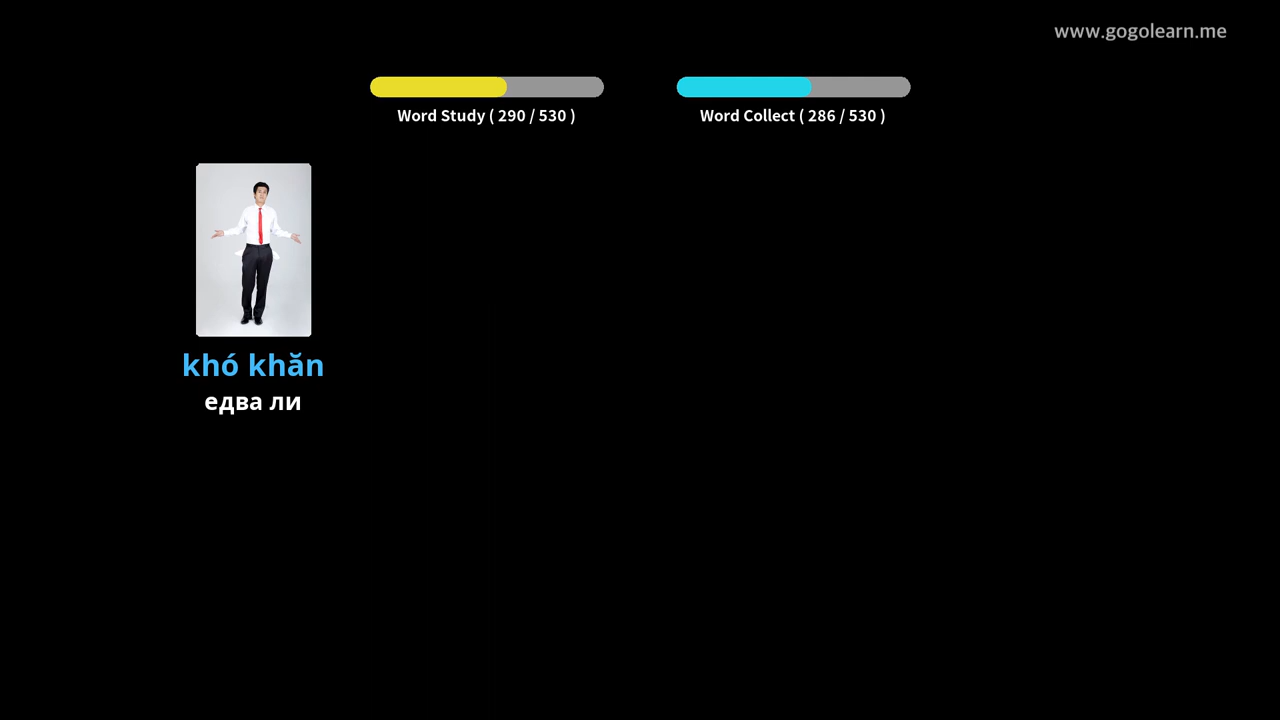 www.gogolearn.me
Word Study ( 290 / 530 )
Word Collect ( 286 / 530 )
khó khăn
едва ли